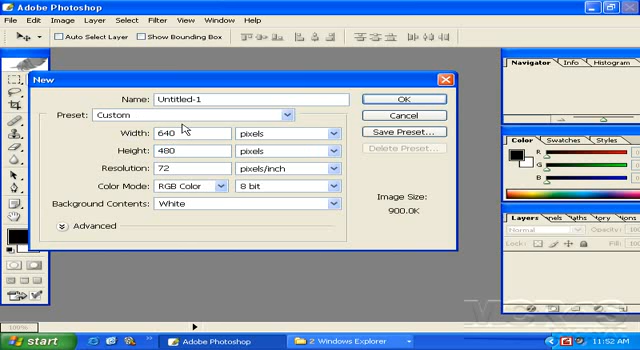 Adobe Photoshop
File Edit Image Layer Select Filter View Window Help
Auto Select Layer Show Bounding Box
New
Name: Untitled-1
OK
Preset: Custom
Cancel
Width: 640 pixels
Save Preset...
Height: 480 pixels
Delete Preset...
Resolution: 72 pixels/inch
Color Mode: RGB Color 8 bit
Image Size:
900.0K
Background Contents: White
Advanced
Navigator Info Histogram
Color
R
G
B
Layers
Normal Opacity:
Lock: Fill:
start Adobe Photoshop 2 Windows Explorer 11:52 AM